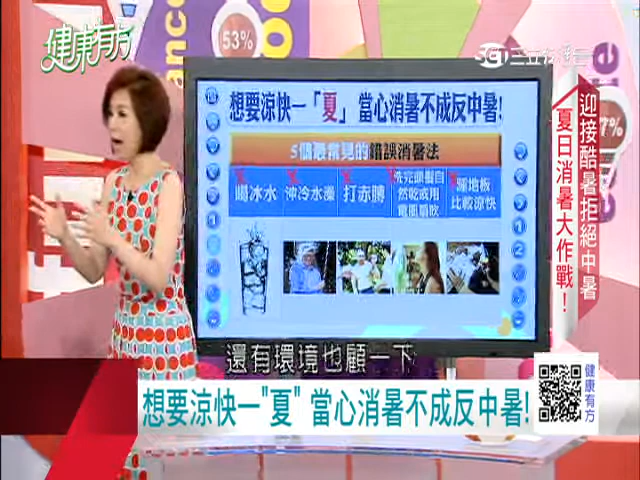 健康有方
53%
想要涼快一「夏」當心消暑不成反中暑!
5個最常見的錯誤消暑法
喝冰水
沖冷水澡
打赤膊
洗完頭髮自
然乾或用
電風扇吹
睡地板
比較涼快
迎接酷暑拒絕中暑
夏日消暑大作戰！
還有環境也顧一下
想要涼流快一"夏" 當心消暑不成反中暑!
健康有方